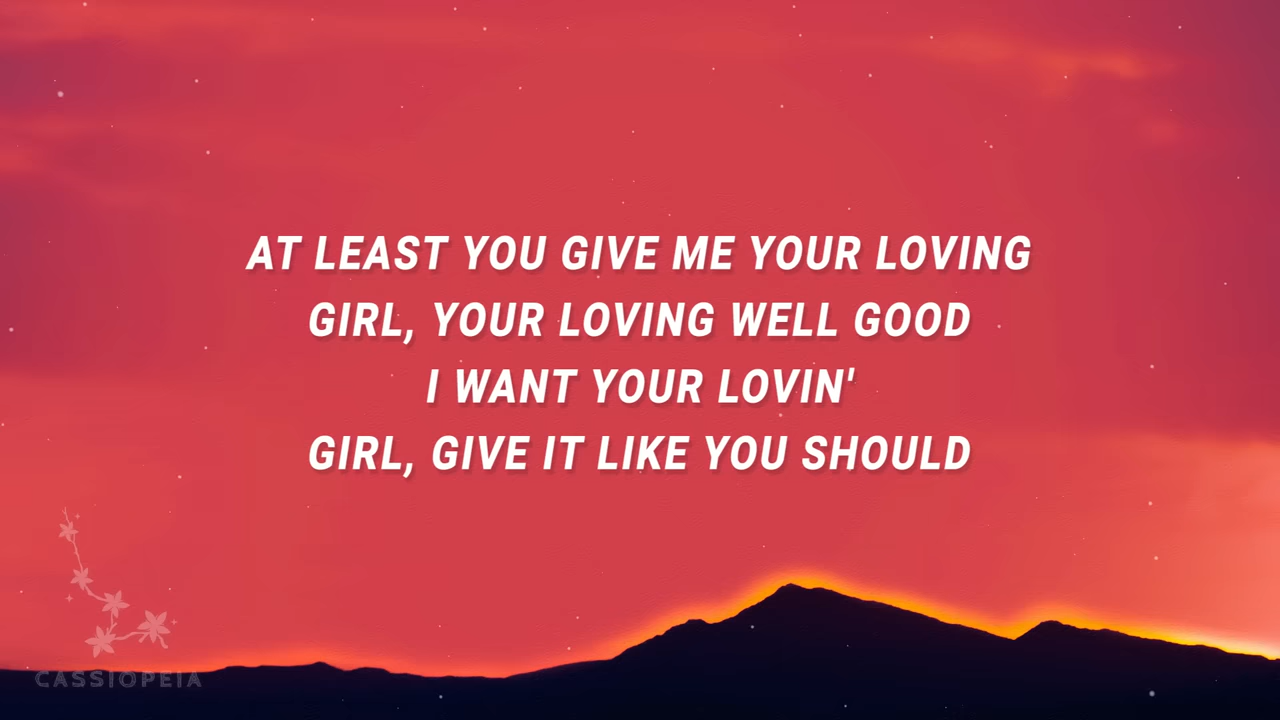 AT LEAST YOU GIVE ME YOUR LOVING
GIRL, YOUR LOVING WELL GOOD
I WANT YOUR LOVIN'
GIRL, GIVE IT LIKE YOU SHOULD
CASSIOPEIA